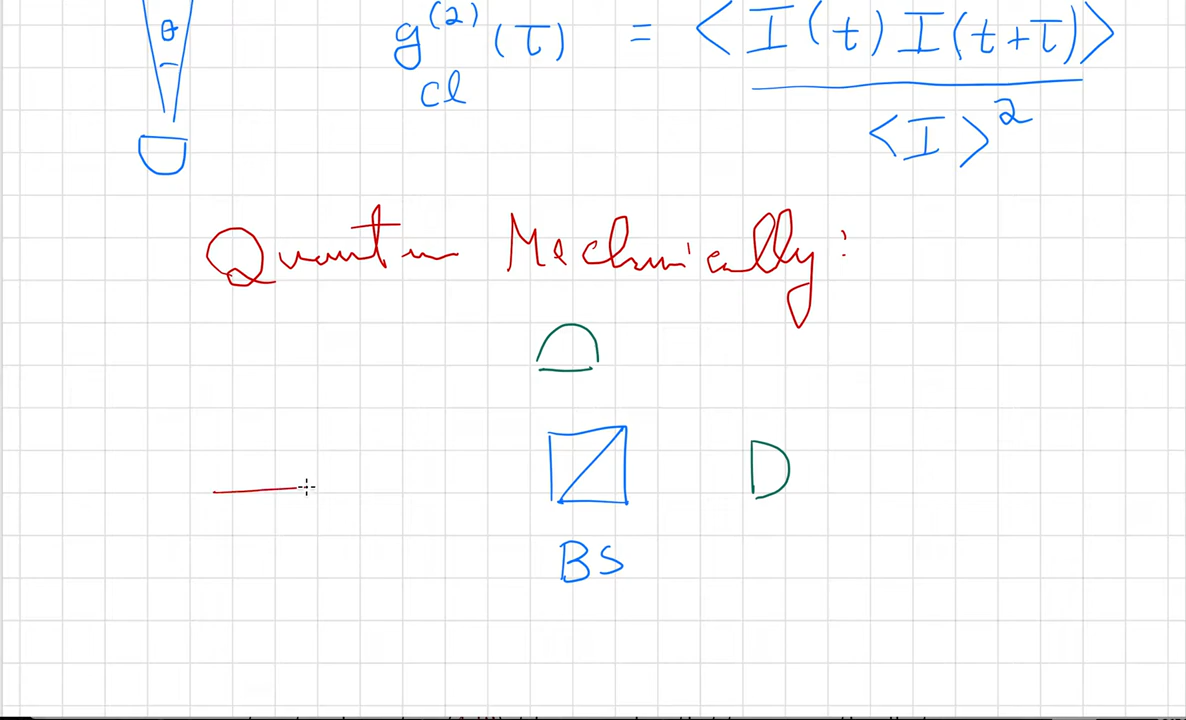 θ
g^(2)(τ) = <I(t) I(t+τ)>
cl <I>^2
Quantum Mechanically:
BS